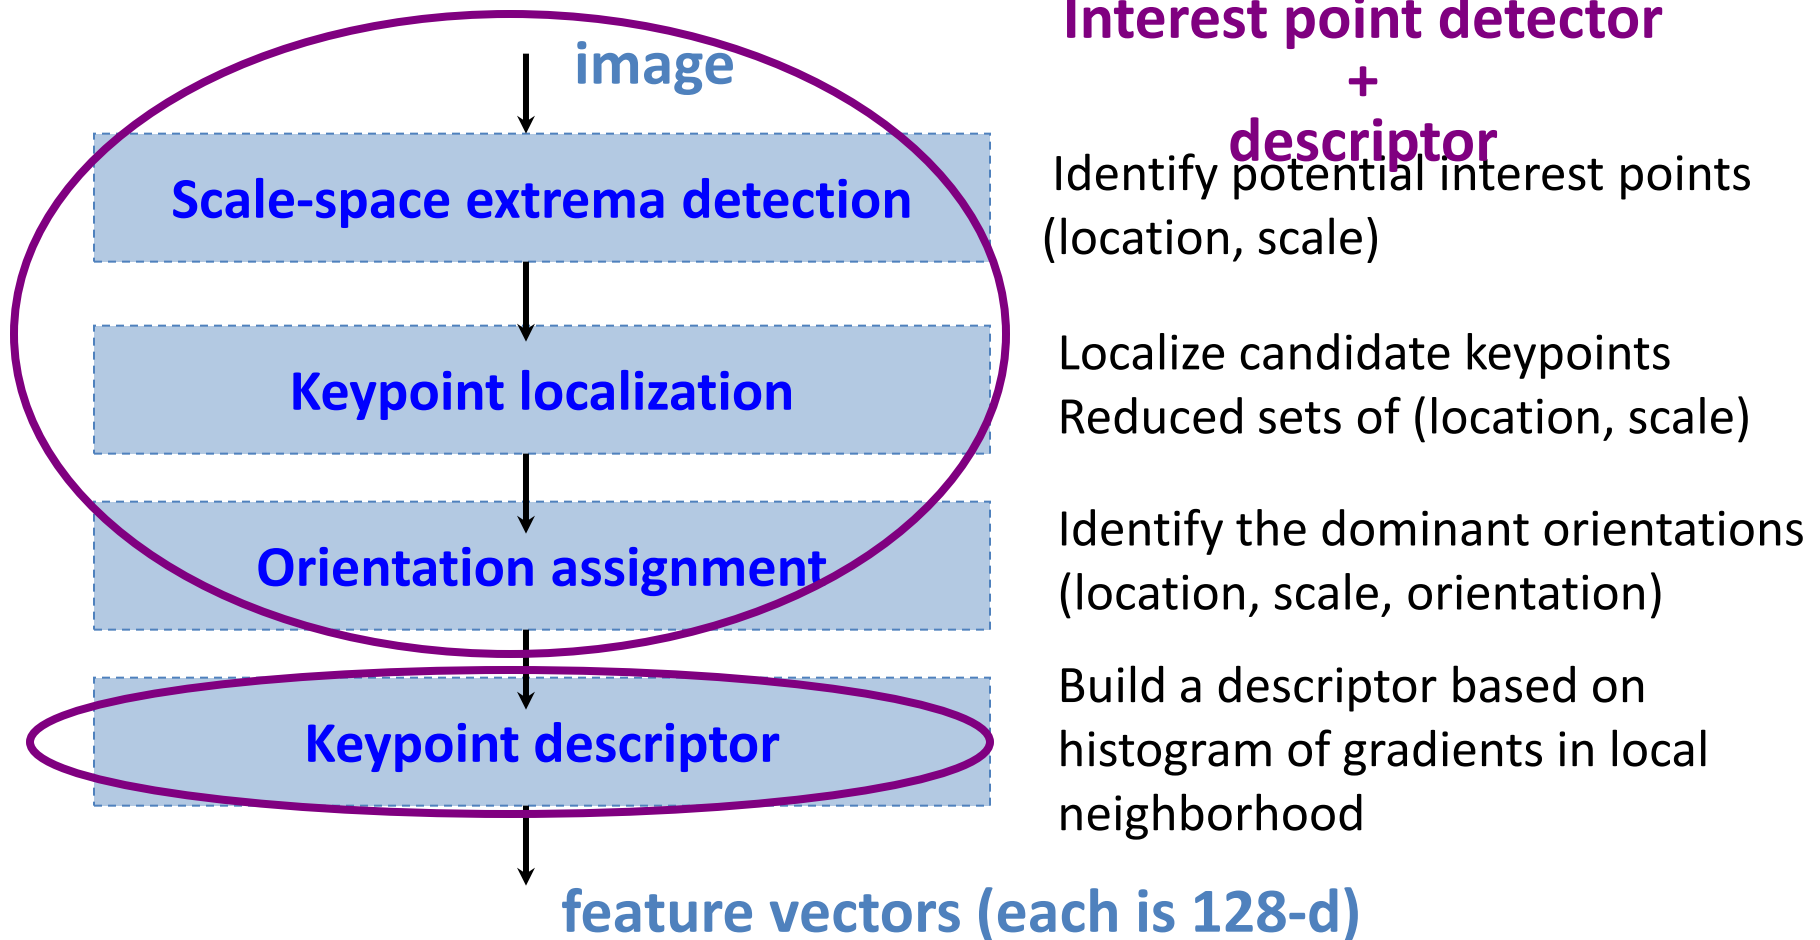 Interest point detector
+
descriptor
image
Scale-space extrema detection
Identify potential interest points
(location, scale)
Keypoint localization
Localize candidate keypoints
Reduced sets of (location, scale)
Orientation assignment
Identify the dominant orientations
(location, scale, orientation)
Keypoint descriptor
Build a descriptor based on
histogram of gradients in local
neighborhood
feature vectors (each is 128-d)